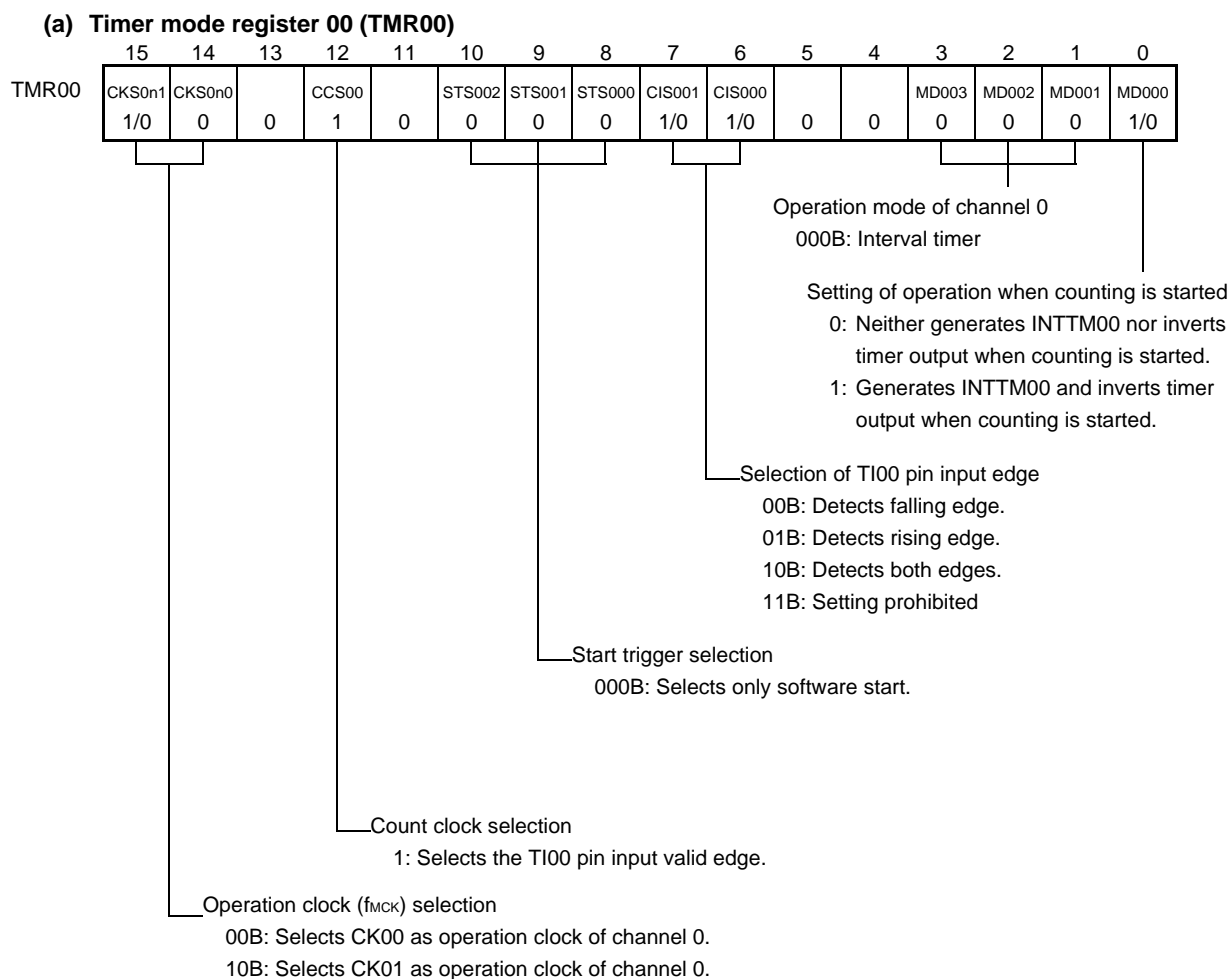 (a) Timer mode register 00 (TMR00)
15 14 13 12 11 10 9 8 7 6 5 4 3 2 1 0
TMR00 CKS0n1 CKS0n0 CCS00 STS002 STS001 STS000 CIS001 CIS000 MD003 MD002 MD001 MD000
1/0 0 0 1 0 0 0 0 1/0 1/0 0 0 0 0 0 1/0
Operation mode of channel 0
000B: Interval timer
Setting of operation when counting is started
0: Neither generates INTTM00 nor inverts
timer output when counting is started.
1: Generates INTTM00 and inverts timer
output when counting is started.
Selection of TI00 pin input edge
00B: Detects falling edge.
01B: Detects rising edge.
10B: Detects both edges.
11B: Setting prohibited
Start trigger selection
000B: Selects only software start.
Count clock selection
1: Selects the TI00 pin input valid edge.
Operation clock (fMCK) selection
00B: Selects CK00 as operation clock of channel 0.
10B: Selects CK01 as operation clock of channel 0.